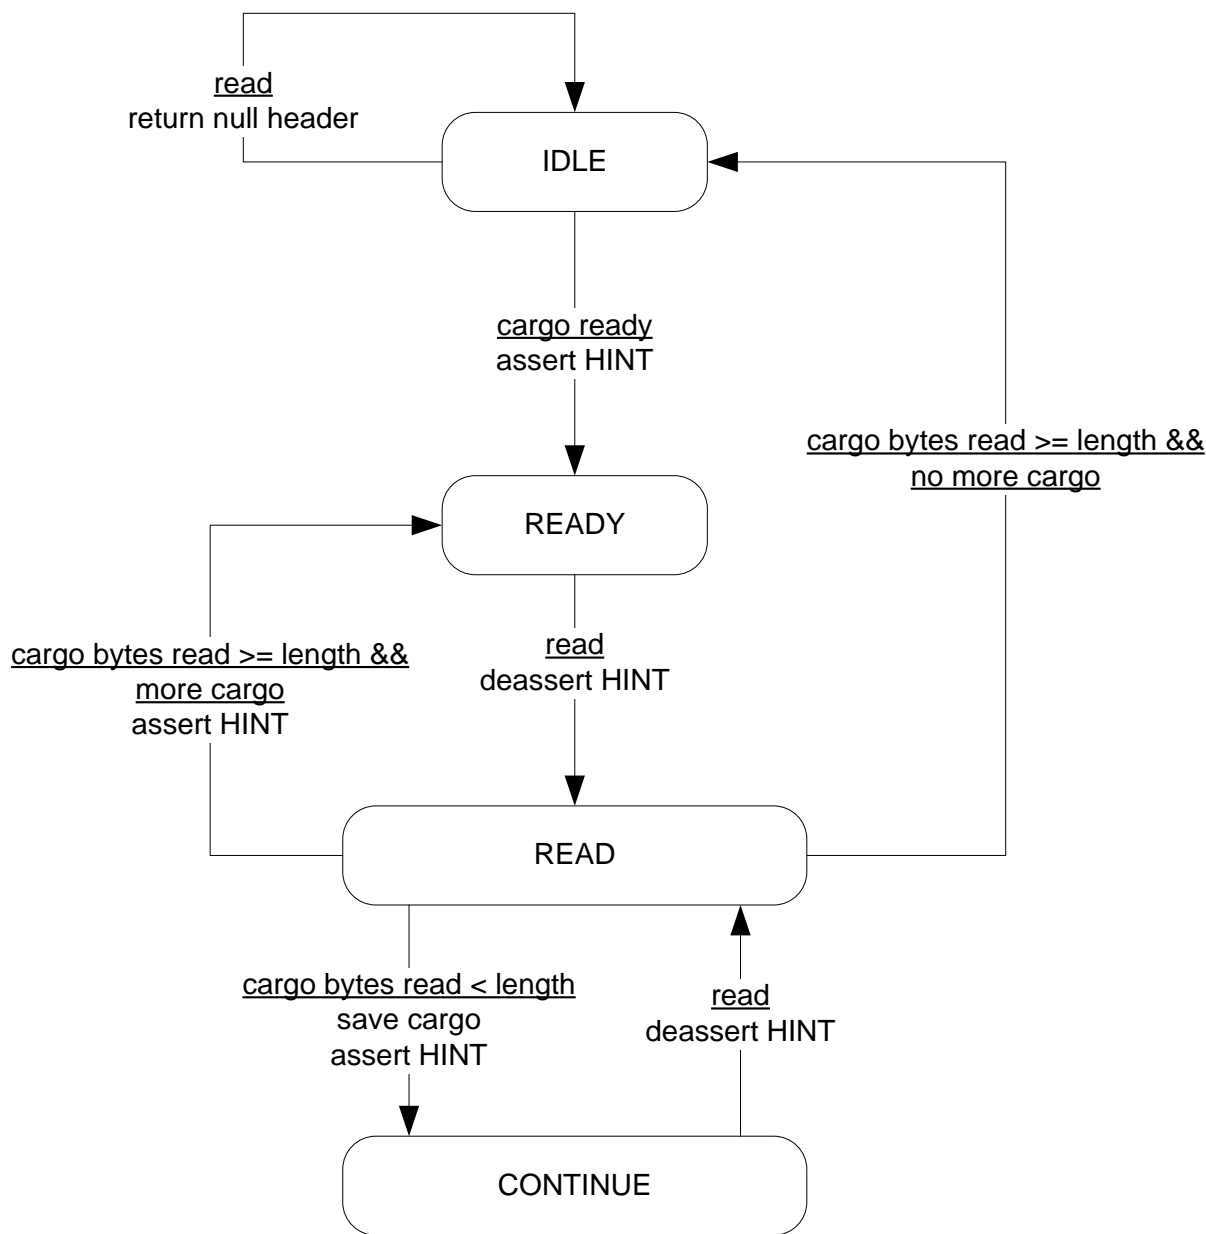 read
return null header
IDLE
cargo ready
assert HINT
cargo bytes read >= length &&
no more cargo
READY
cargo bytes read >= length &&
more cargo
assert HINT
read
deassert HINT
READ
cargo bytes read < length
save cargo
assert HINT
read
deassert HINT
CONTINUE